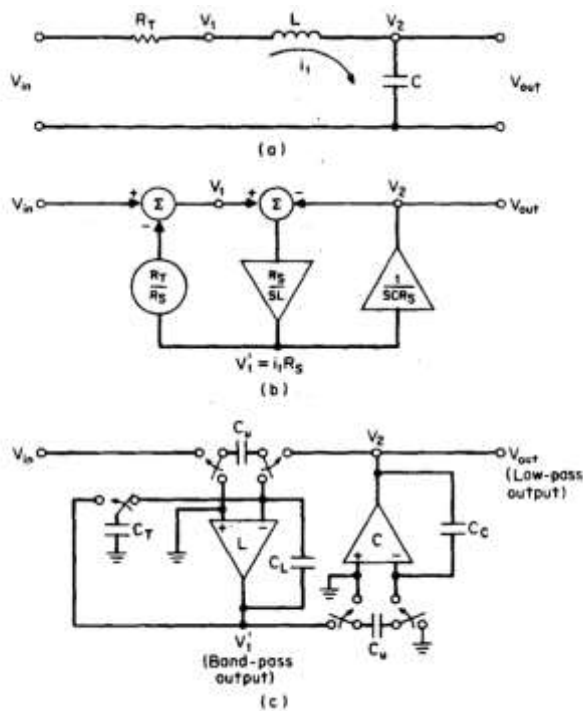 R_T V_1 L V_2
V_in i_1 C V_out
(a)
V_in + Σ V_1 + Σ - V_2 V_out
-
R_T/R_S R_S/SL 1/SCR_S
V_1' = i_1R_S
(b)
V_in C_u V_2 V_out
(Low-pass
output)
C_T + - L C_L C C_C
+ -
V_1' C_u
(Band-pass
output)
(c)